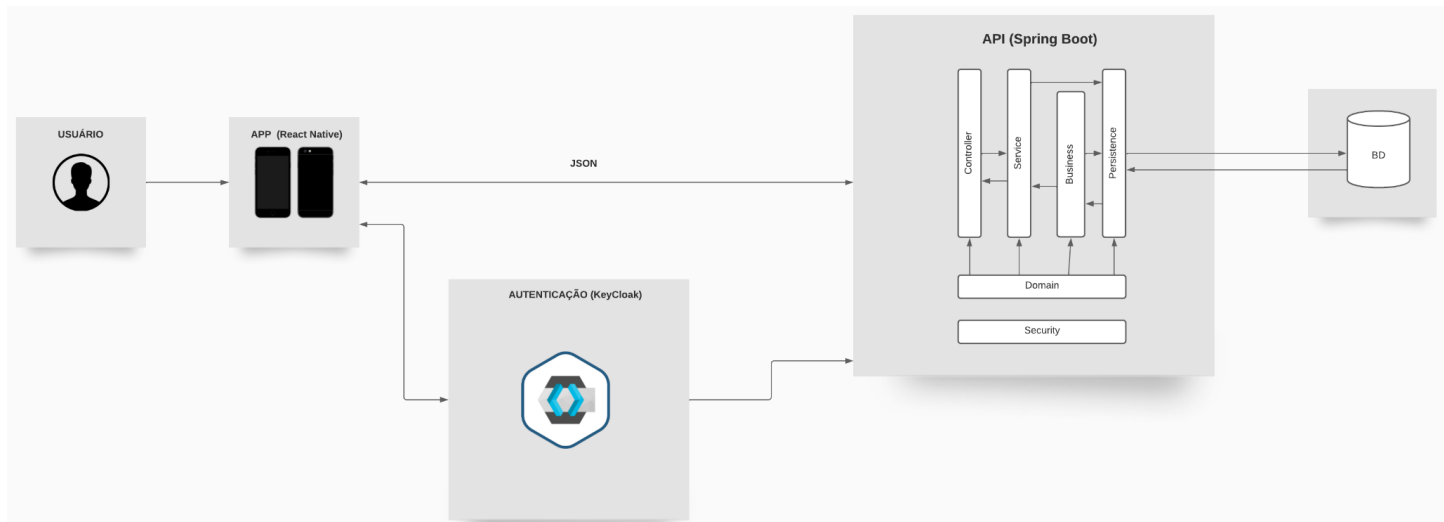 USUÁRIO
APP (React Native)
JSON
AUTENTICAÇÃO (KeyCloak)
API (Spring Boot)
Controller
Service
Business
Persistence
Domain
Security
BD